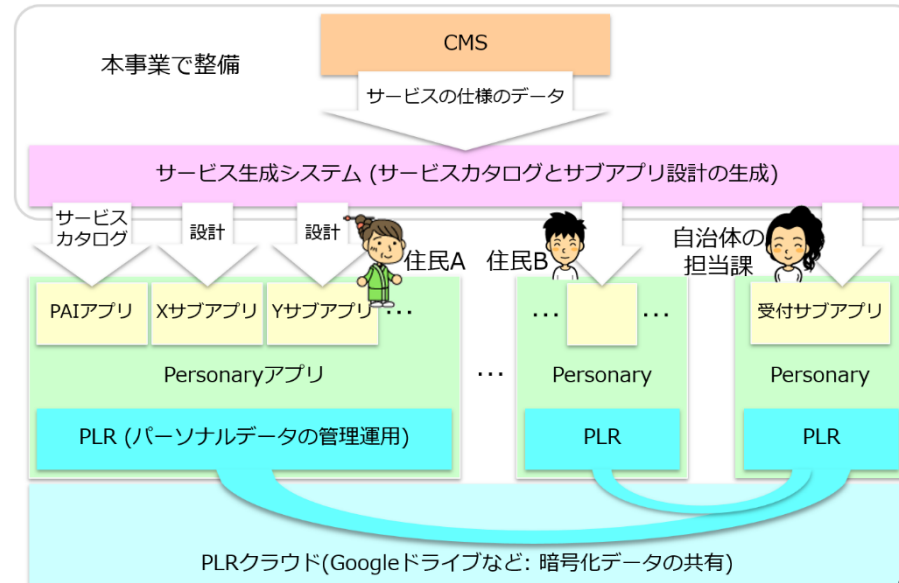 CMS
本事業で整備
サービスの仕様のデータ
サービス生成システム (サービスカタログとサブアプリ設計の生成)
サービス
カタログ
設計
設計
住民A
住民B
自治体の
担当課
PAIアプリ
Xサブアプリ
Yサブアプリ
…
…
…
受付サブアプリ
Personaryアプリ
…
Personary
Personary
PLR (パーソナルデータの管理運用)
PLR
PLR
PLRクラウド(Googleドライブなど: 暗号化データの共有)